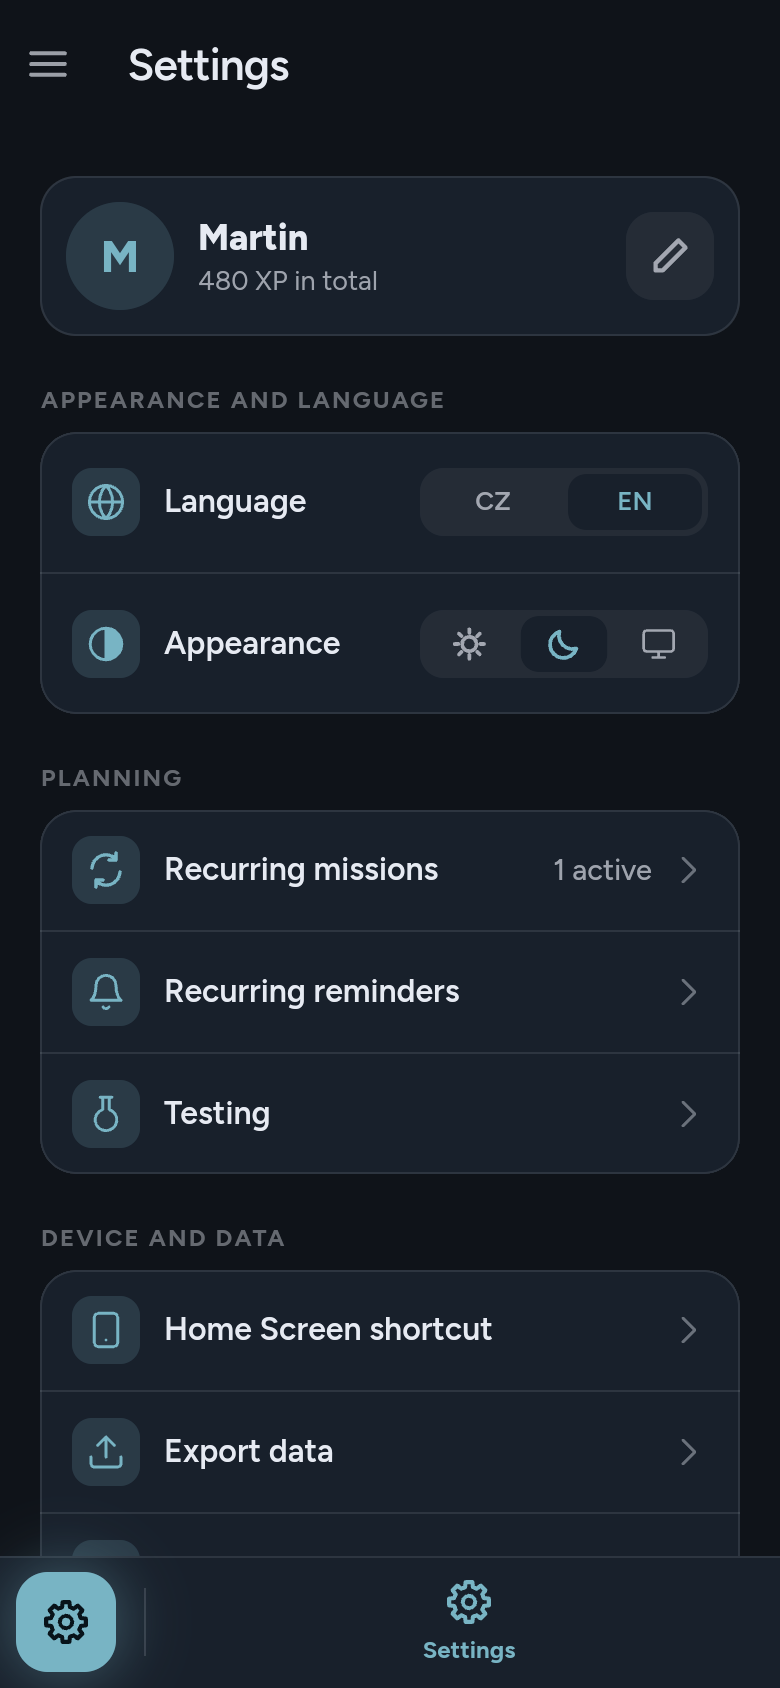 Settings
M
Martin
480 XP in total
APPEARANCE AND LANGUAGE
Language
CZ
EN
Appearance
PLANNING
Recurring missions
1 active
Recurring reminders
Testing
DEVICE AND DATA
Home Screen shortcut
Export data
Settings